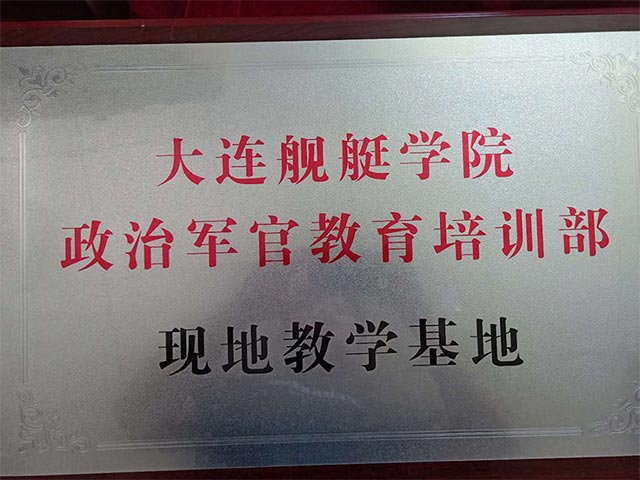 大连舰艇学院
政治军官教育培训部
现地教学基地